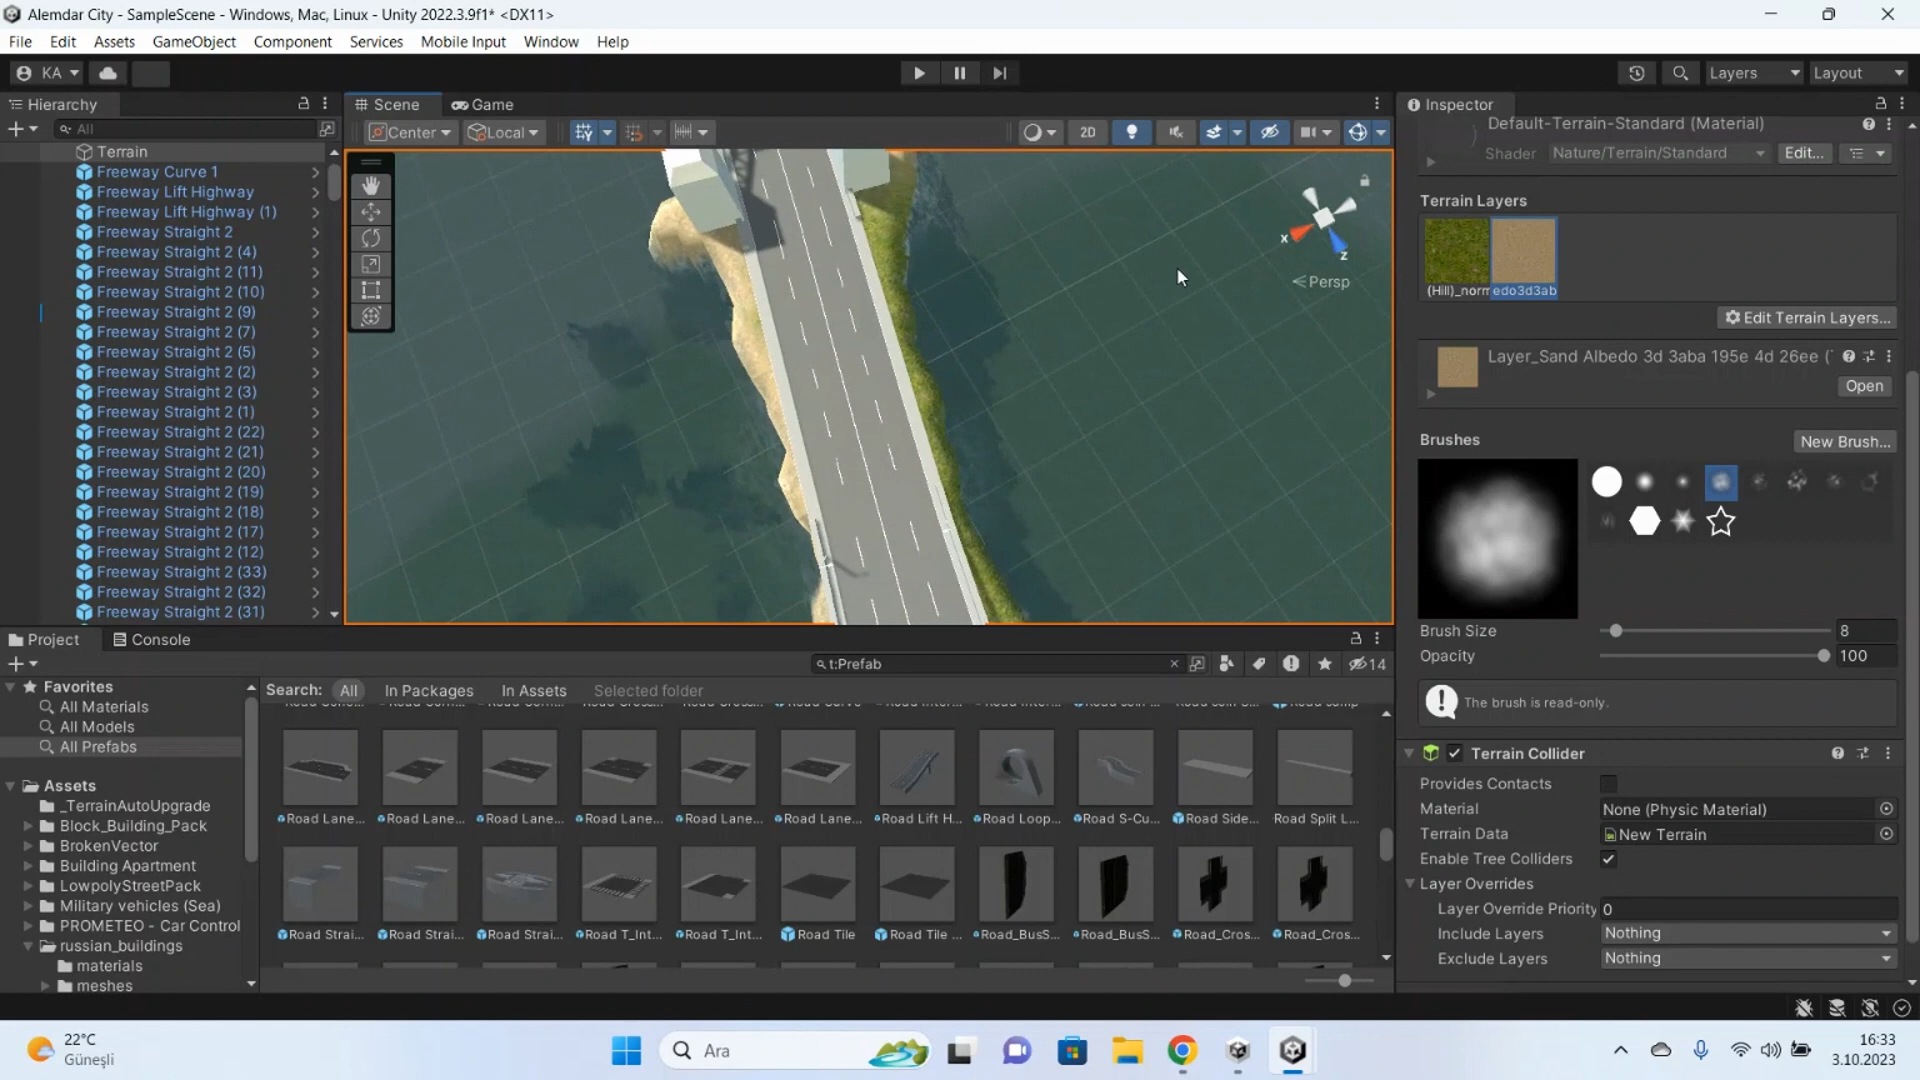 Alemdar City - SampleScene - Windows, Mac, Linux - Unity 2022.3.9f1* <DX11>
File Edit Assets GameObject Component Services Mobile Input Window Help
KA
Layers
Layout
Hierarchy
All
Terrain
Freeway Curve 1
Freeway Lift Highway
Freeway Lift Highway (1)
Freeway Straight 2
Freeway Straight 2 (4)
Freeway Straight 2 (11)
Freeway Straight 2 (10)
Freeway Straight 2 (9)
Freeway Straight 2 (7)
Freeway Straight 2 (5)
Freeway Straight 2 (2)
Freeway Straight 2 (3)
Freeway Straight 2 (1)
Freeway Straight 2 (22)
Freeway Straight 2 (21)
Freeway Straight 2 (20)
Freeway Straight 2 (19)
Freeway Straight 2 (18)
Freeway Straight 2 (17)
Freeway Straight 2 (12)
Freeway Straight 2 (33)
Freeway Straight 2 (32)
Freeway Straight 2 (31)
Scene Game
Center Local 2D
x
z
Persp
Inspector
Default-Terrain-Standard (Material)
Shader Nature/Terrain/Standard Edit...
Terrain Layers
(Hill)_norm edo3d3ab
Edit Terrain Layers...
Layer_Sand Albedo 3d 3aba 195e 4d 26ee (
Open
Brushes
New Brush...
Brush Size 8
Opacity 100
The brush is read-only.
Terrain Collider
Provides Contacts
Material None (Physic Material)
Terrain Data New Terrain
Enable Tree Colliders
Layer Overrides
Layer Override Priority 0
Include Layers Nothing
Exclude Layers Nothing
Project Console
t:Prefab
14
Favorites
All Materials
All Models
All Prefabs
Assets
_TerrainAutoUpgrade
Block_Building_Pack
BrokenVector
Building Apartment
LowpolyStreetPack
Military vehicles (Sea)
PROMETEO - Car Control
russian_buildings
materials
meshes
Search: All In Packages In Assets Selected folder
Road Lane... Road Lane... Road Lane... Road Lane... Road Lane... Road Lane... Road Lift H... Road Loop... Road S-Cu... Road Side... Road Split L...
Road Strai... Road Strai... Road Strai... Road T_Int... Road T_Int... Road Tile Road Tile ... Road_BusS... Road_BusS... Road_Cros... Road_Cros...
22°C
Güneşli
Ara
16:33
3.10.2023